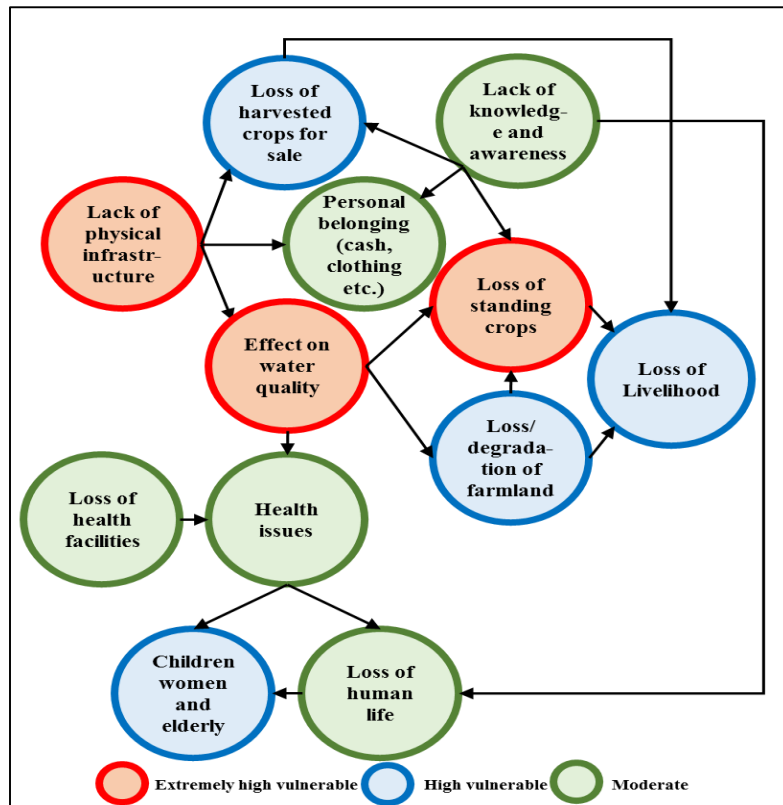 Loss of
harvested
crops for
sale
Lack of
knowledg-
e and
awareness
Lack of
physical
infrastr-
ucture
Personal
belonging
(cash,
clothing
etc.)
Loss of
standing
crops
Effect on
water
quality
Loss of
Livelihood
Loss/
degrada-
tion of
farmland
Loss of
health
facilities
Health
issues
Children
women
and
elderly
Loss of
human
life
Extremely high vulnerable
High vulnerable
Moderate